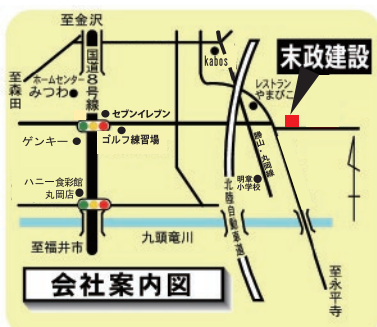 至金沢
国道8号線
至森田
ホームセンター
みつわ
kabos
末政建設
レストラン
やまびこ
セブンイレブン
ゲンキー
ゴルフ練習場
勝山・丸岡線
明章
小学校
ハニー食彩館
丸岡店
北陸自動車道
至福井市
九頭竜川
至永平寺
会社案内図